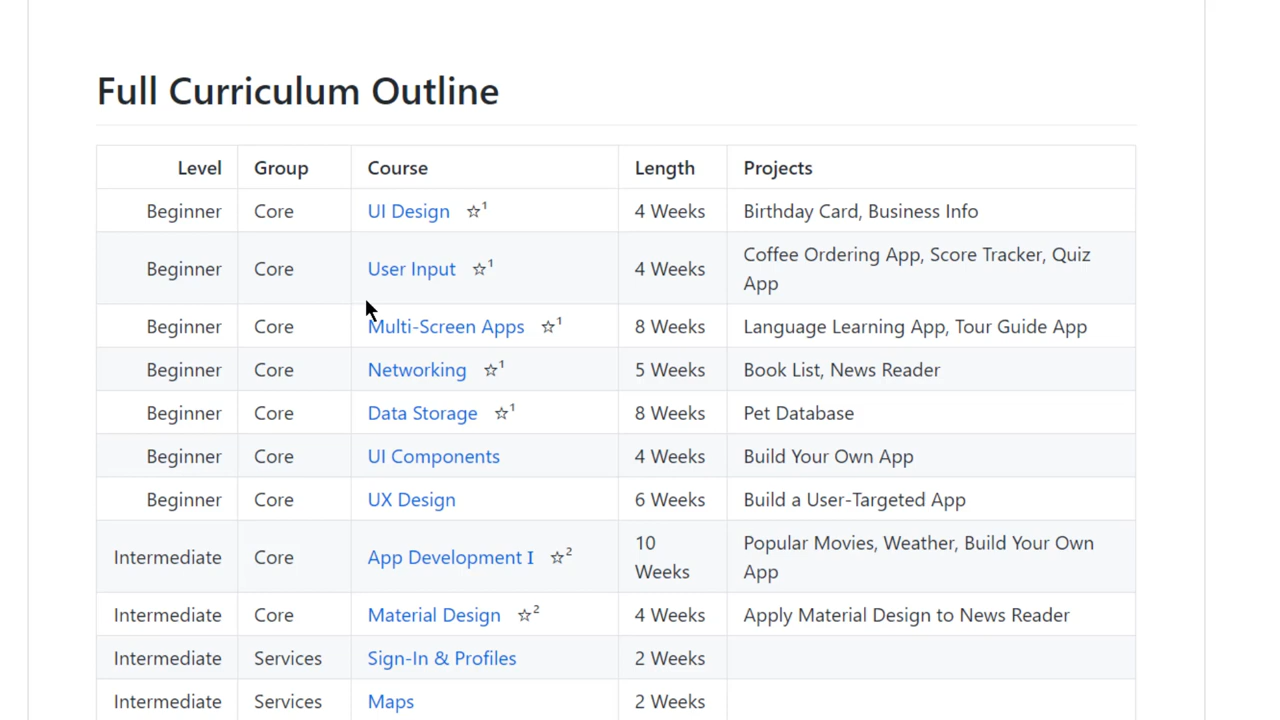 Full Curriculum Outline
Level Group Course Length Projects
Beginner Core UI Design ☆1 4 Weeks Birthday Card, Business Info
Beginner Core User Input ☆1 4 Weeks Coffee Ordering App, Score Tracker, Quiz
App
Beginner Core Multi-Screen Apps ☆1 8 Weeks Language Learning App, Tour Guide App
Beginner Core Networking ☆1 5 Weeks Book List, News Reader
Beginner Core Data Storage ☆1 8 Weeks Pet Database
Beginner Core UI Components 4 Weeks Build Your Own App
Beginner Core UX Design 6 Weeks Build a User-Targeted App
Intermediate Core App Development I ☆2 10 Popular Movies, Weather, Build Your Own
Weeks App
Intermediate Core Material Design ☆2 4 Weeks Apply Material Design to News Reader
Intermediate Services Sign-In & Profiles 2 Weeks
Intermediate Services Maps 2 Weeks